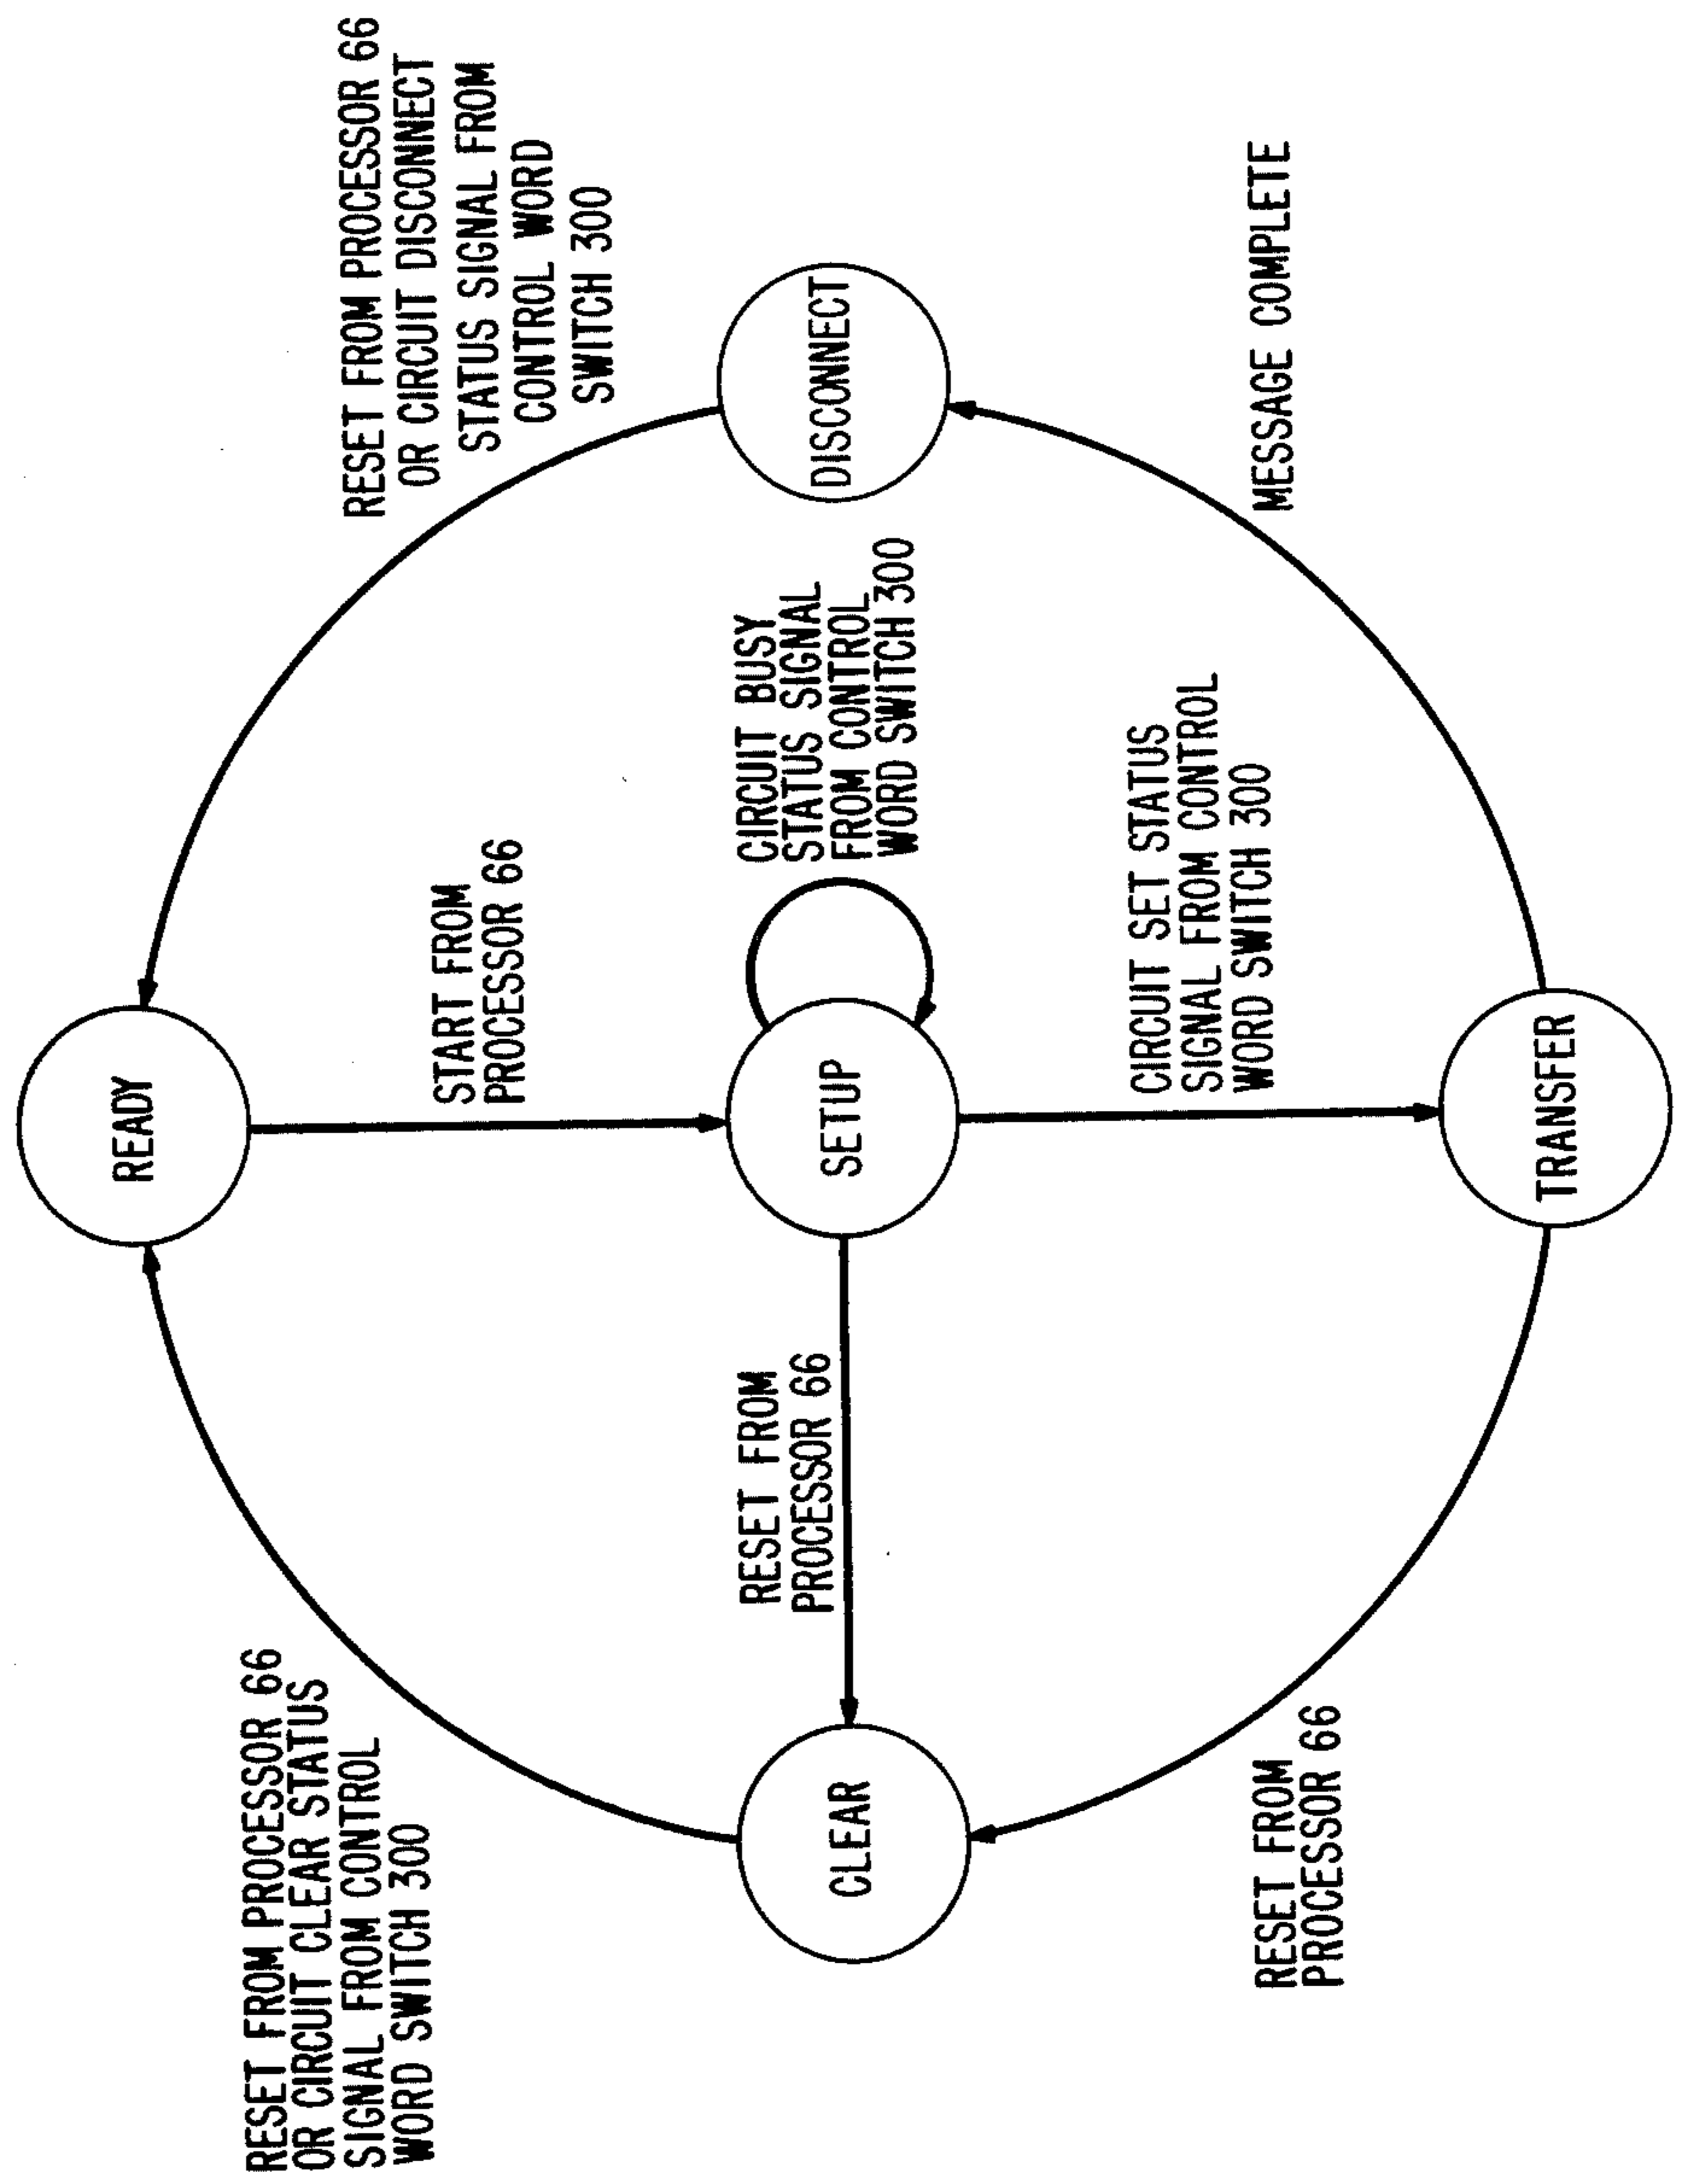 RESET FROM PROCESSOR 66
OR CIRCUIT CLEAR STATUS
SIGNAL FROM CONTROL
WORD SWITCH 300
READY
RESET FROM PROCESSOR 66
OR CIRCUIT DISCONNECT
STATUS SIGNAL FROM
CONTROL WORD
SWITCH 300
START FROM
PROCESSOR 66
RESET FROM
PROCESSOR 66
CIRCUIT BUSY
STATUS SIGNAL
FROM CONTROL
WORD SWITCH 300
CLEAR
SETUP
DISCONNECT
CIRCUIT SET STATUS
SIGNAL FROM CONTROL
WORD SWITCH 300
RESET FROM
PROCESSOR 66
MESSAGE COMPLETE
TRANSFER